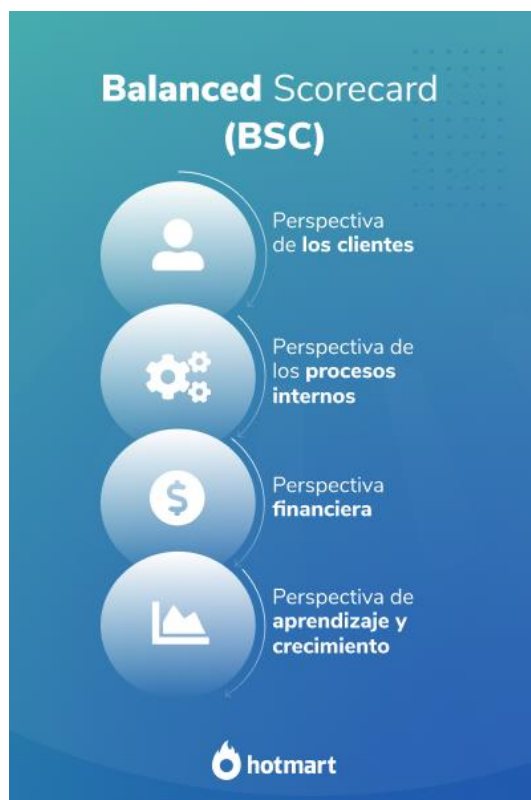 Balanced Scorecard
(BSC)
Perspectiva
de los clientes
Perspectiva de
los procesos
internos
Perspectiva
financiera
Perspectiva de
aprendizaje y
crecimiento
hotmart